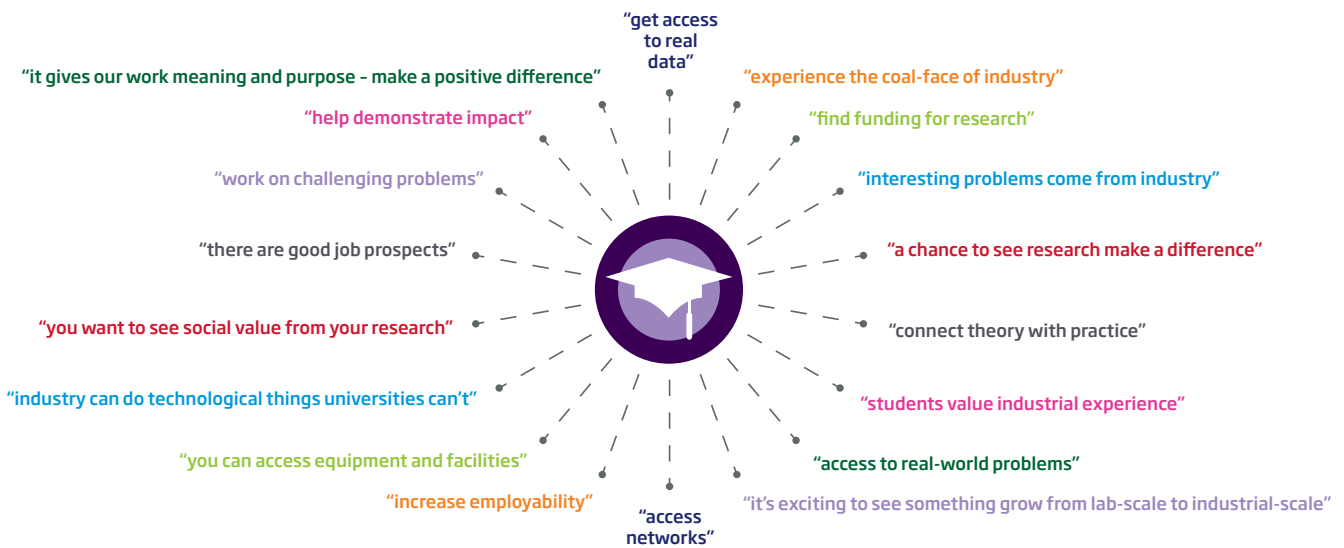 “get access
to real
data”
“it gives our work meaning and purpose – make a positive difference”
“experience the coal-face of industry”
“help demonstrate impact”
“find funding for research”
“work on challenging problems”
“interesting problems come from industry”
“there are good job prospects”
“a chance to see research make a difference”
“you want to see social value from your research”
“connect theory with practice”
“industry can do technological things universities can’t”
“students value industrial experience”
“you can access equipment and facilities”
“access to real-world problems”
“increase employability”
“it’s exciting to see something grow from lab-scale to industrial-scale”
“access
networks”